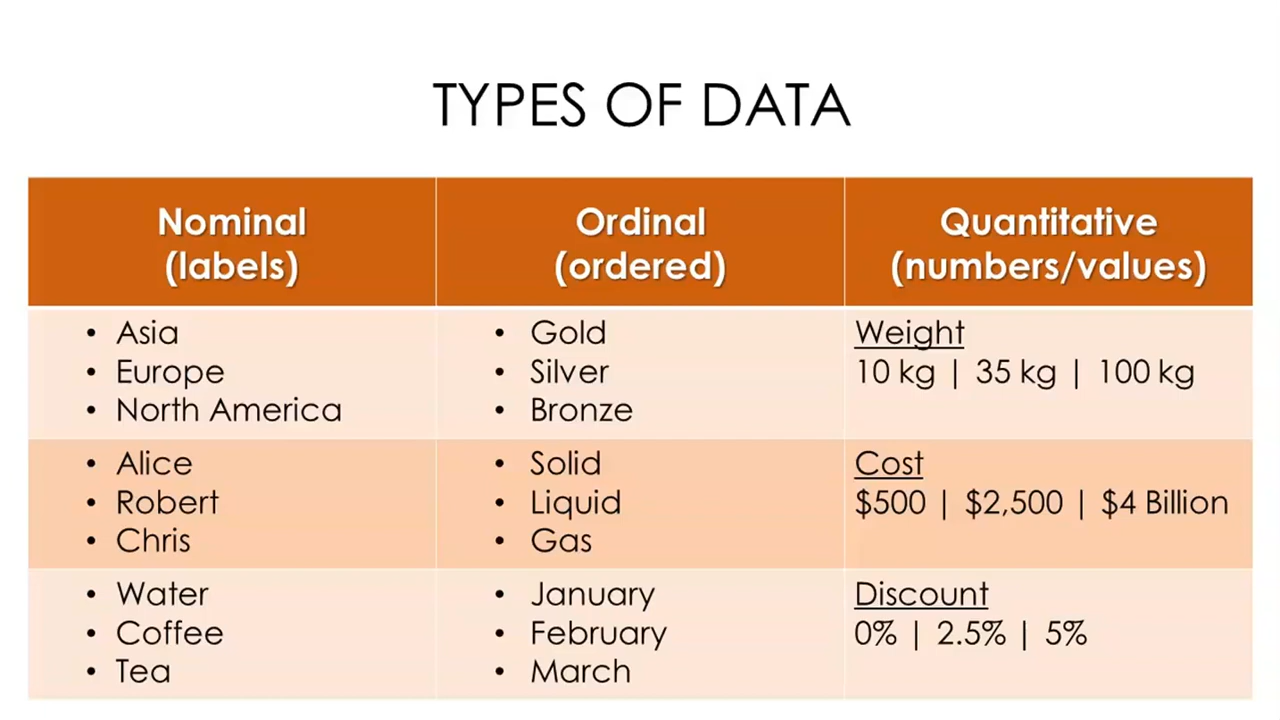 TYPES OF DATA
Nominal
(labels)
Ordinal
(ordered)
Quantitative
(numbers/values)
• Asia
• Europe
• North America
• Gold
• Silver
• Bronze
Weight
10 kg | 35 kg | 100 kg
• Alice
• Robert
• Chris
• Solid
• Liquid
• Gas
Cost
$500 | $2,500 | $4 Billion
• Water
• Coffee
• Tea
• January
• February
• March
Discount
0% | 2.5% | 5%